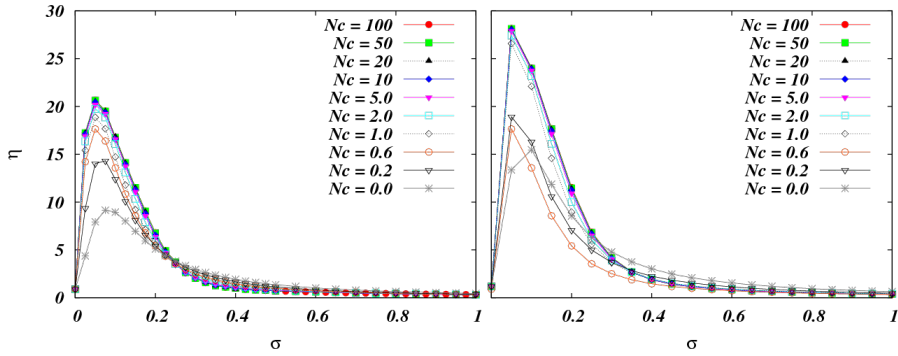 30
25
20
15
10
5
0
η
0
0.2
0.4
0.6
0.8
1
σ
Nc = 100
Nc = 50
Nc = 20
Nc = 10
Nc = 5.0
Nc = 2.0
Nc = 1.0
Nc = 0.6
Nc = 0.2
Nc = 0.0
Nc = 100
Nc = 50
Nc = 20
Nc = 10
Nc = 5.0
Nc = 2.0
Nc = 1.0
Nc = 0.6
Nc = 0.2
Nc = 0.0
0.2
0.4
0.6
0.8
1
σ